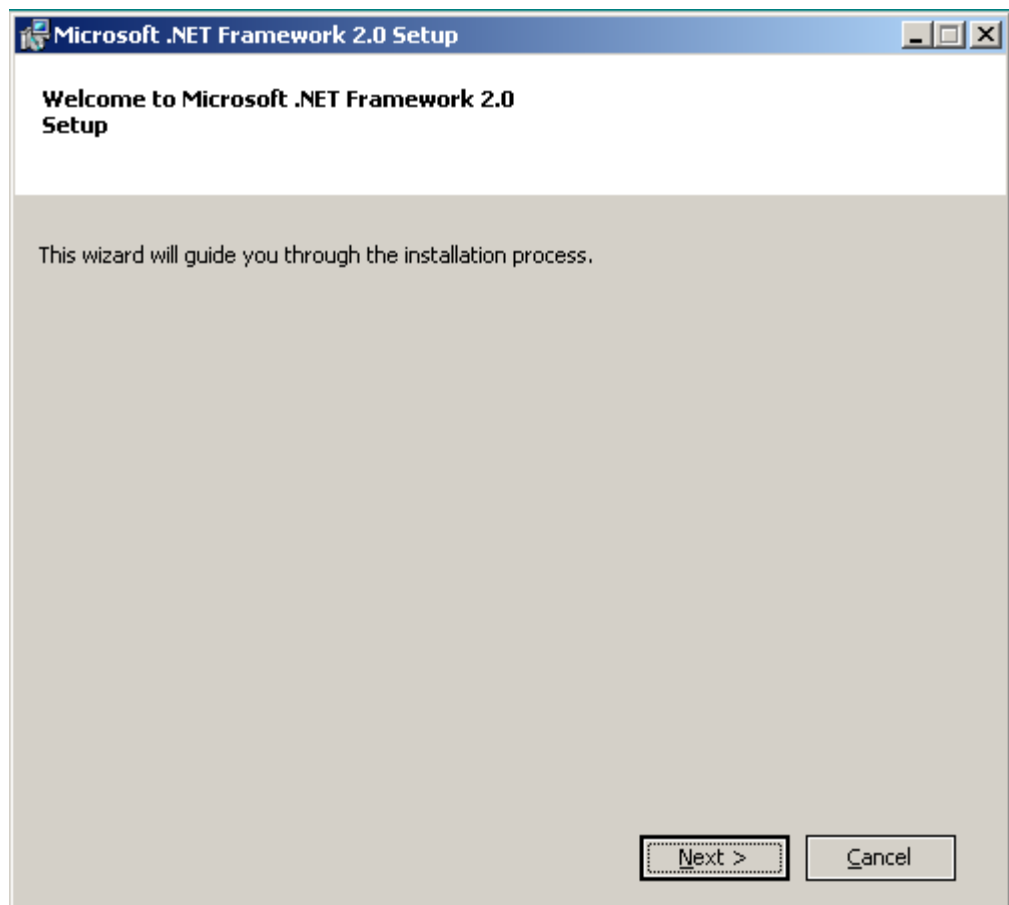 Microsoft .NET Framework 2.0 Setup
Welcome to Microsoft .NET Framework 2.0
Setup
This wizard will guide you through the installation process.
Next >
Cancel